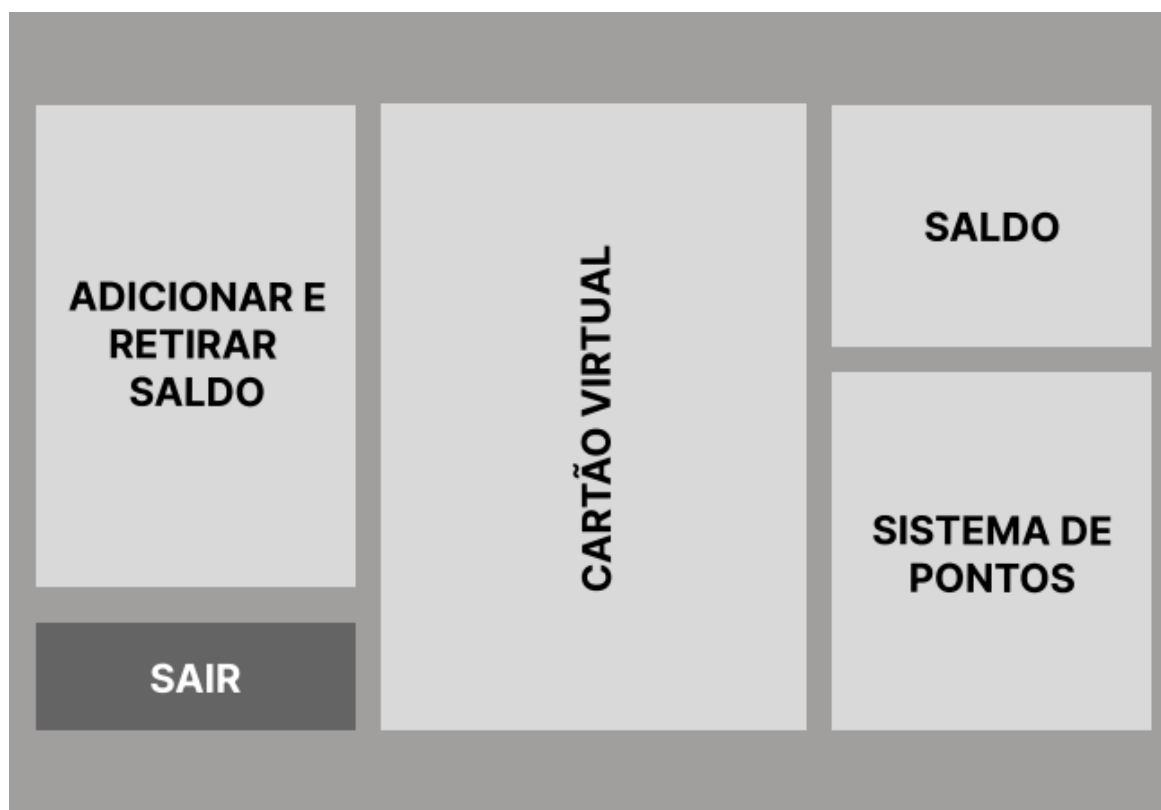 ADICIONAR E
RETIRAR
SALDO
SAIR
CARTÃO VIRTUAL
SALDO
SISTEMA DE
PONTOS